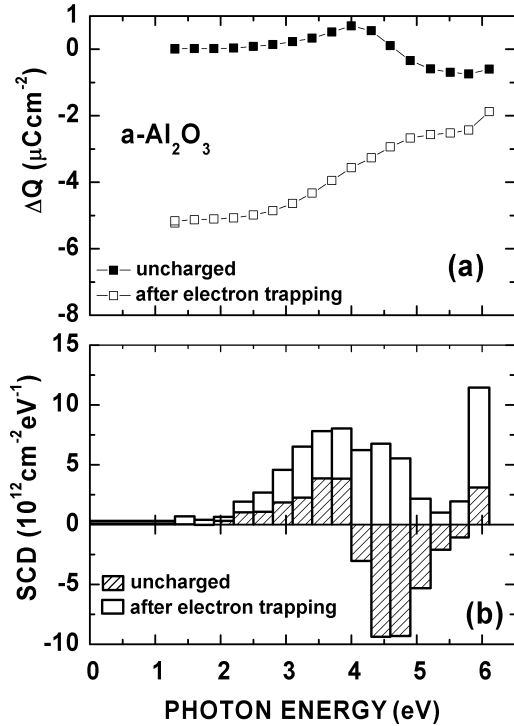 1
0
-2
-4
-6
-8
ΔQ (μCcm⁻²)
a-Al₂O₃
(a)
uncharged
after electron trapping
15
10
5
0
-5
-10
SCD (10¹²cm⁻²eV⁻¹)
uncharged
after electron trapping
(b)
0 1 2 3 4 5 6
PHOTON ENERGY (eV)